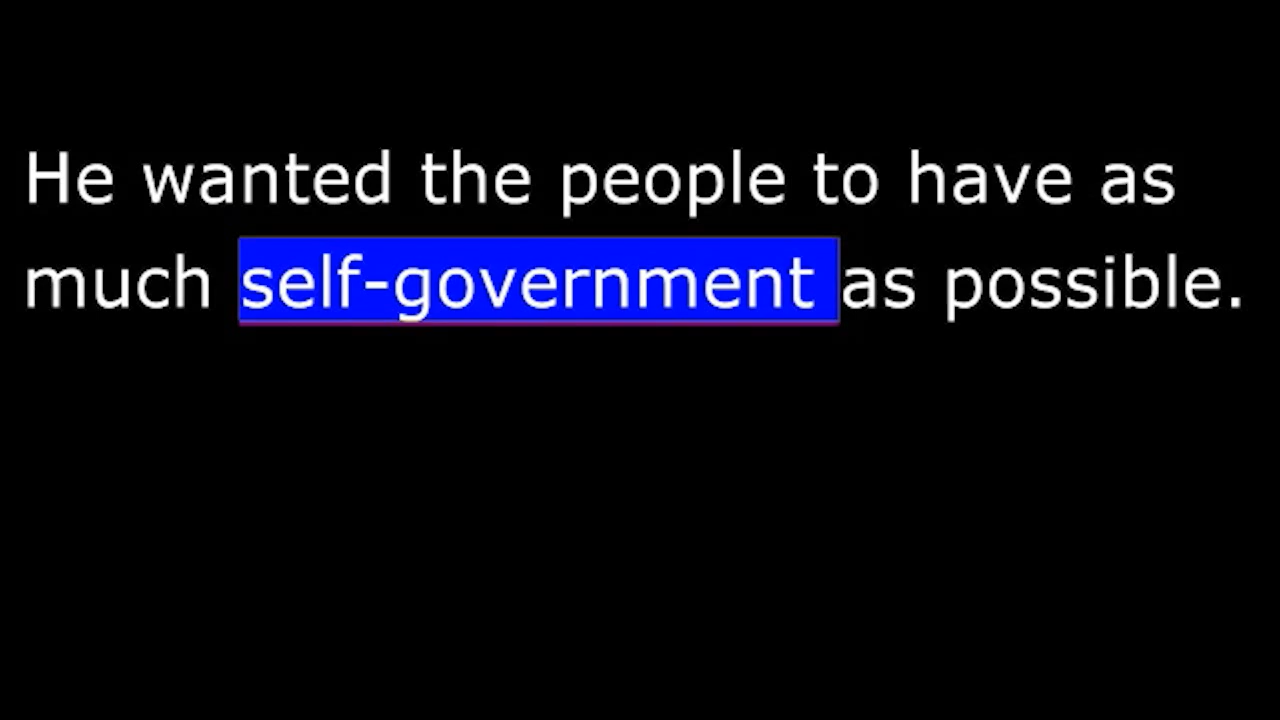 He wanted the people to have as
much self-government as possible.